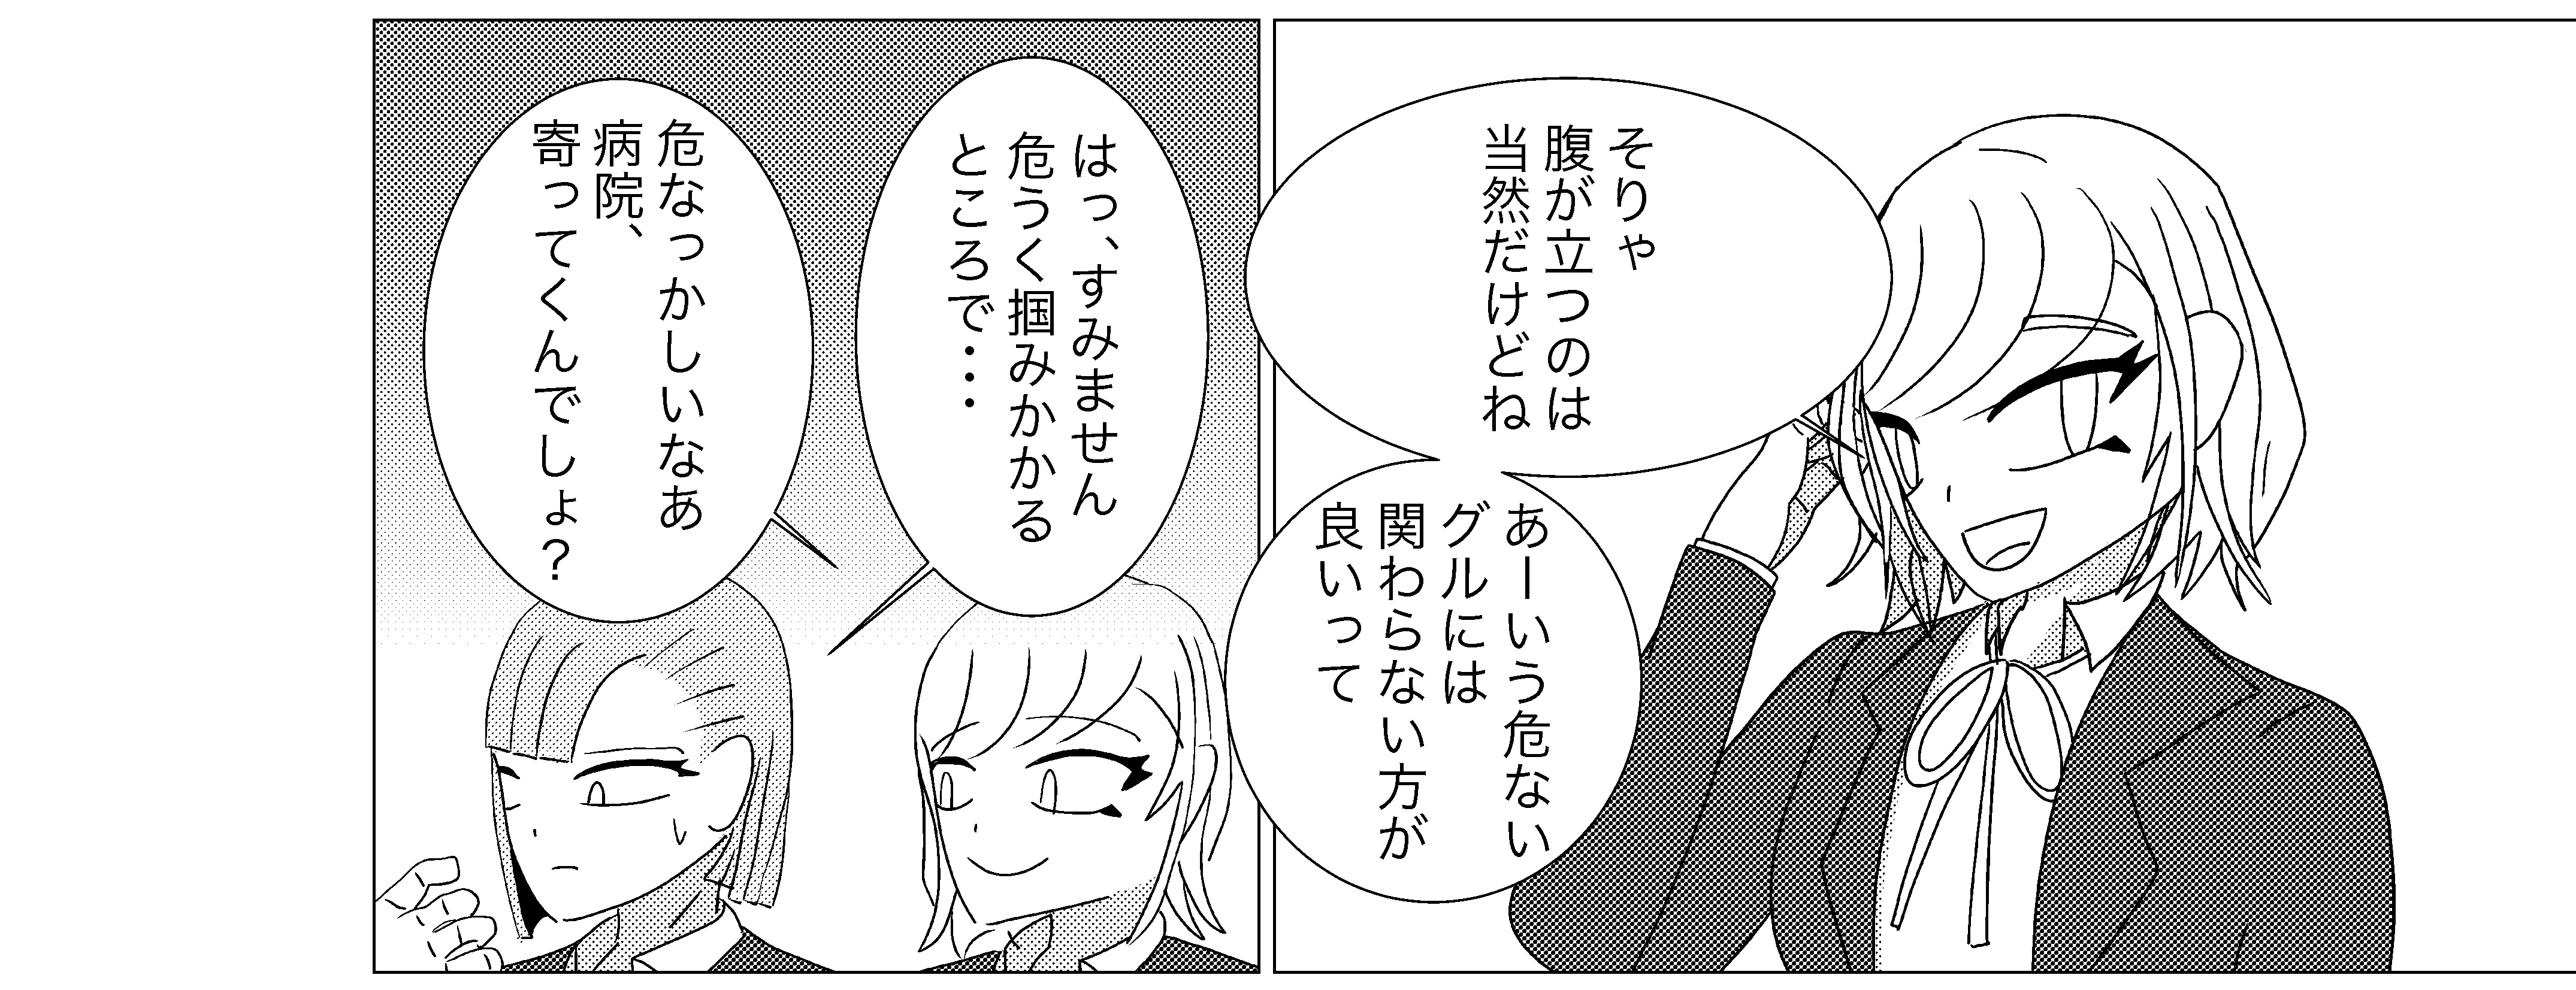 そりゃ
腹が立つのは
当然だけどね
あーいう危ない
グルには
関わらない方が
良いって
はっ、すみません
危うく掴みかかる
ところで・・・
危なっかしいなあ
病院、
寄ってくんでしょ？